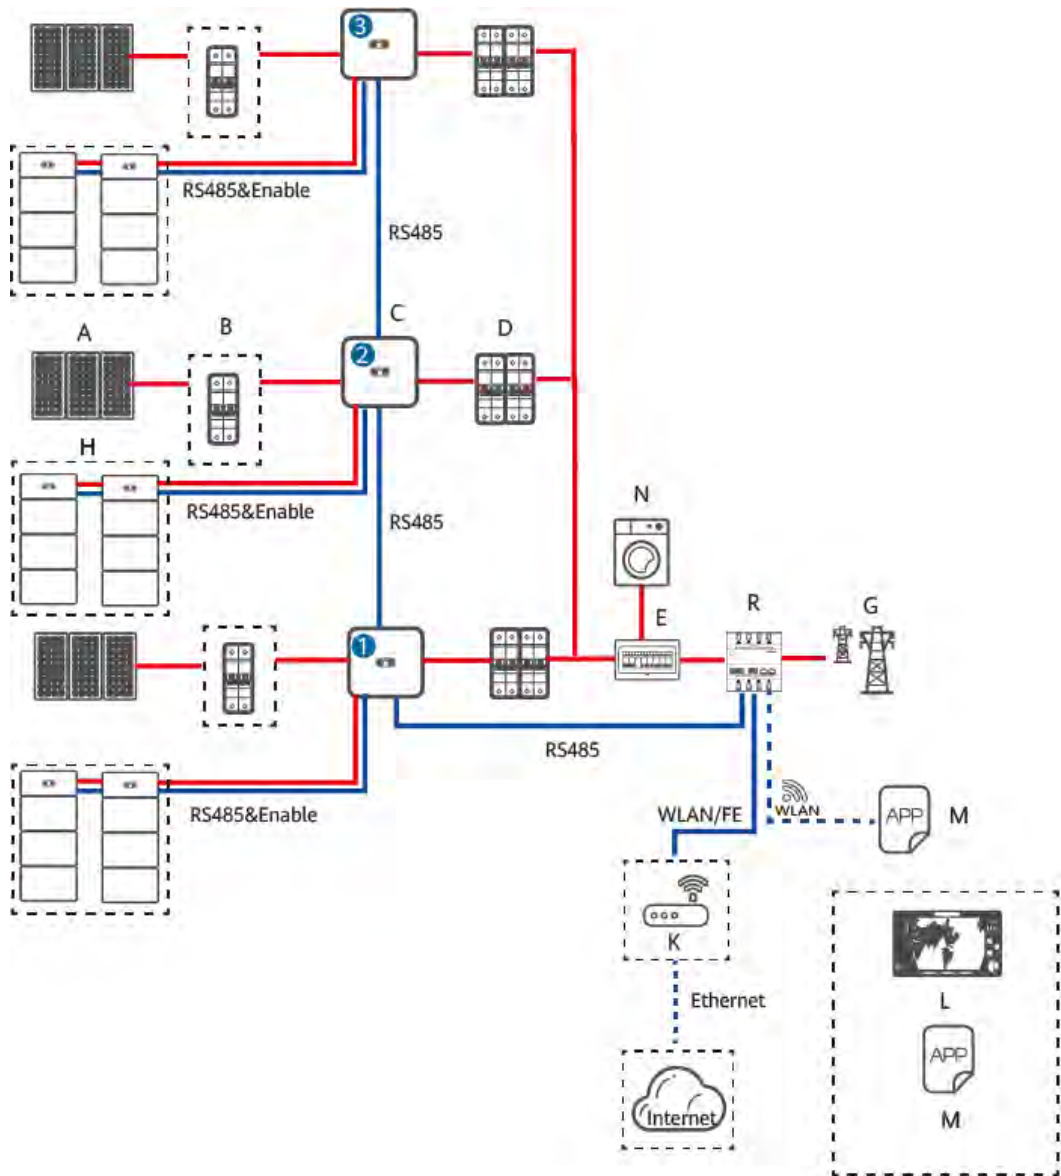 3
RS485&Enable
RS485
A
B
C
D
2
H
RS485&Enable
RS485
N
E
R
G
1
RS485
RS485&Enable
WLAN/FE
WLAN
APP
M
K
L
Ethernet
APP
Internet
M